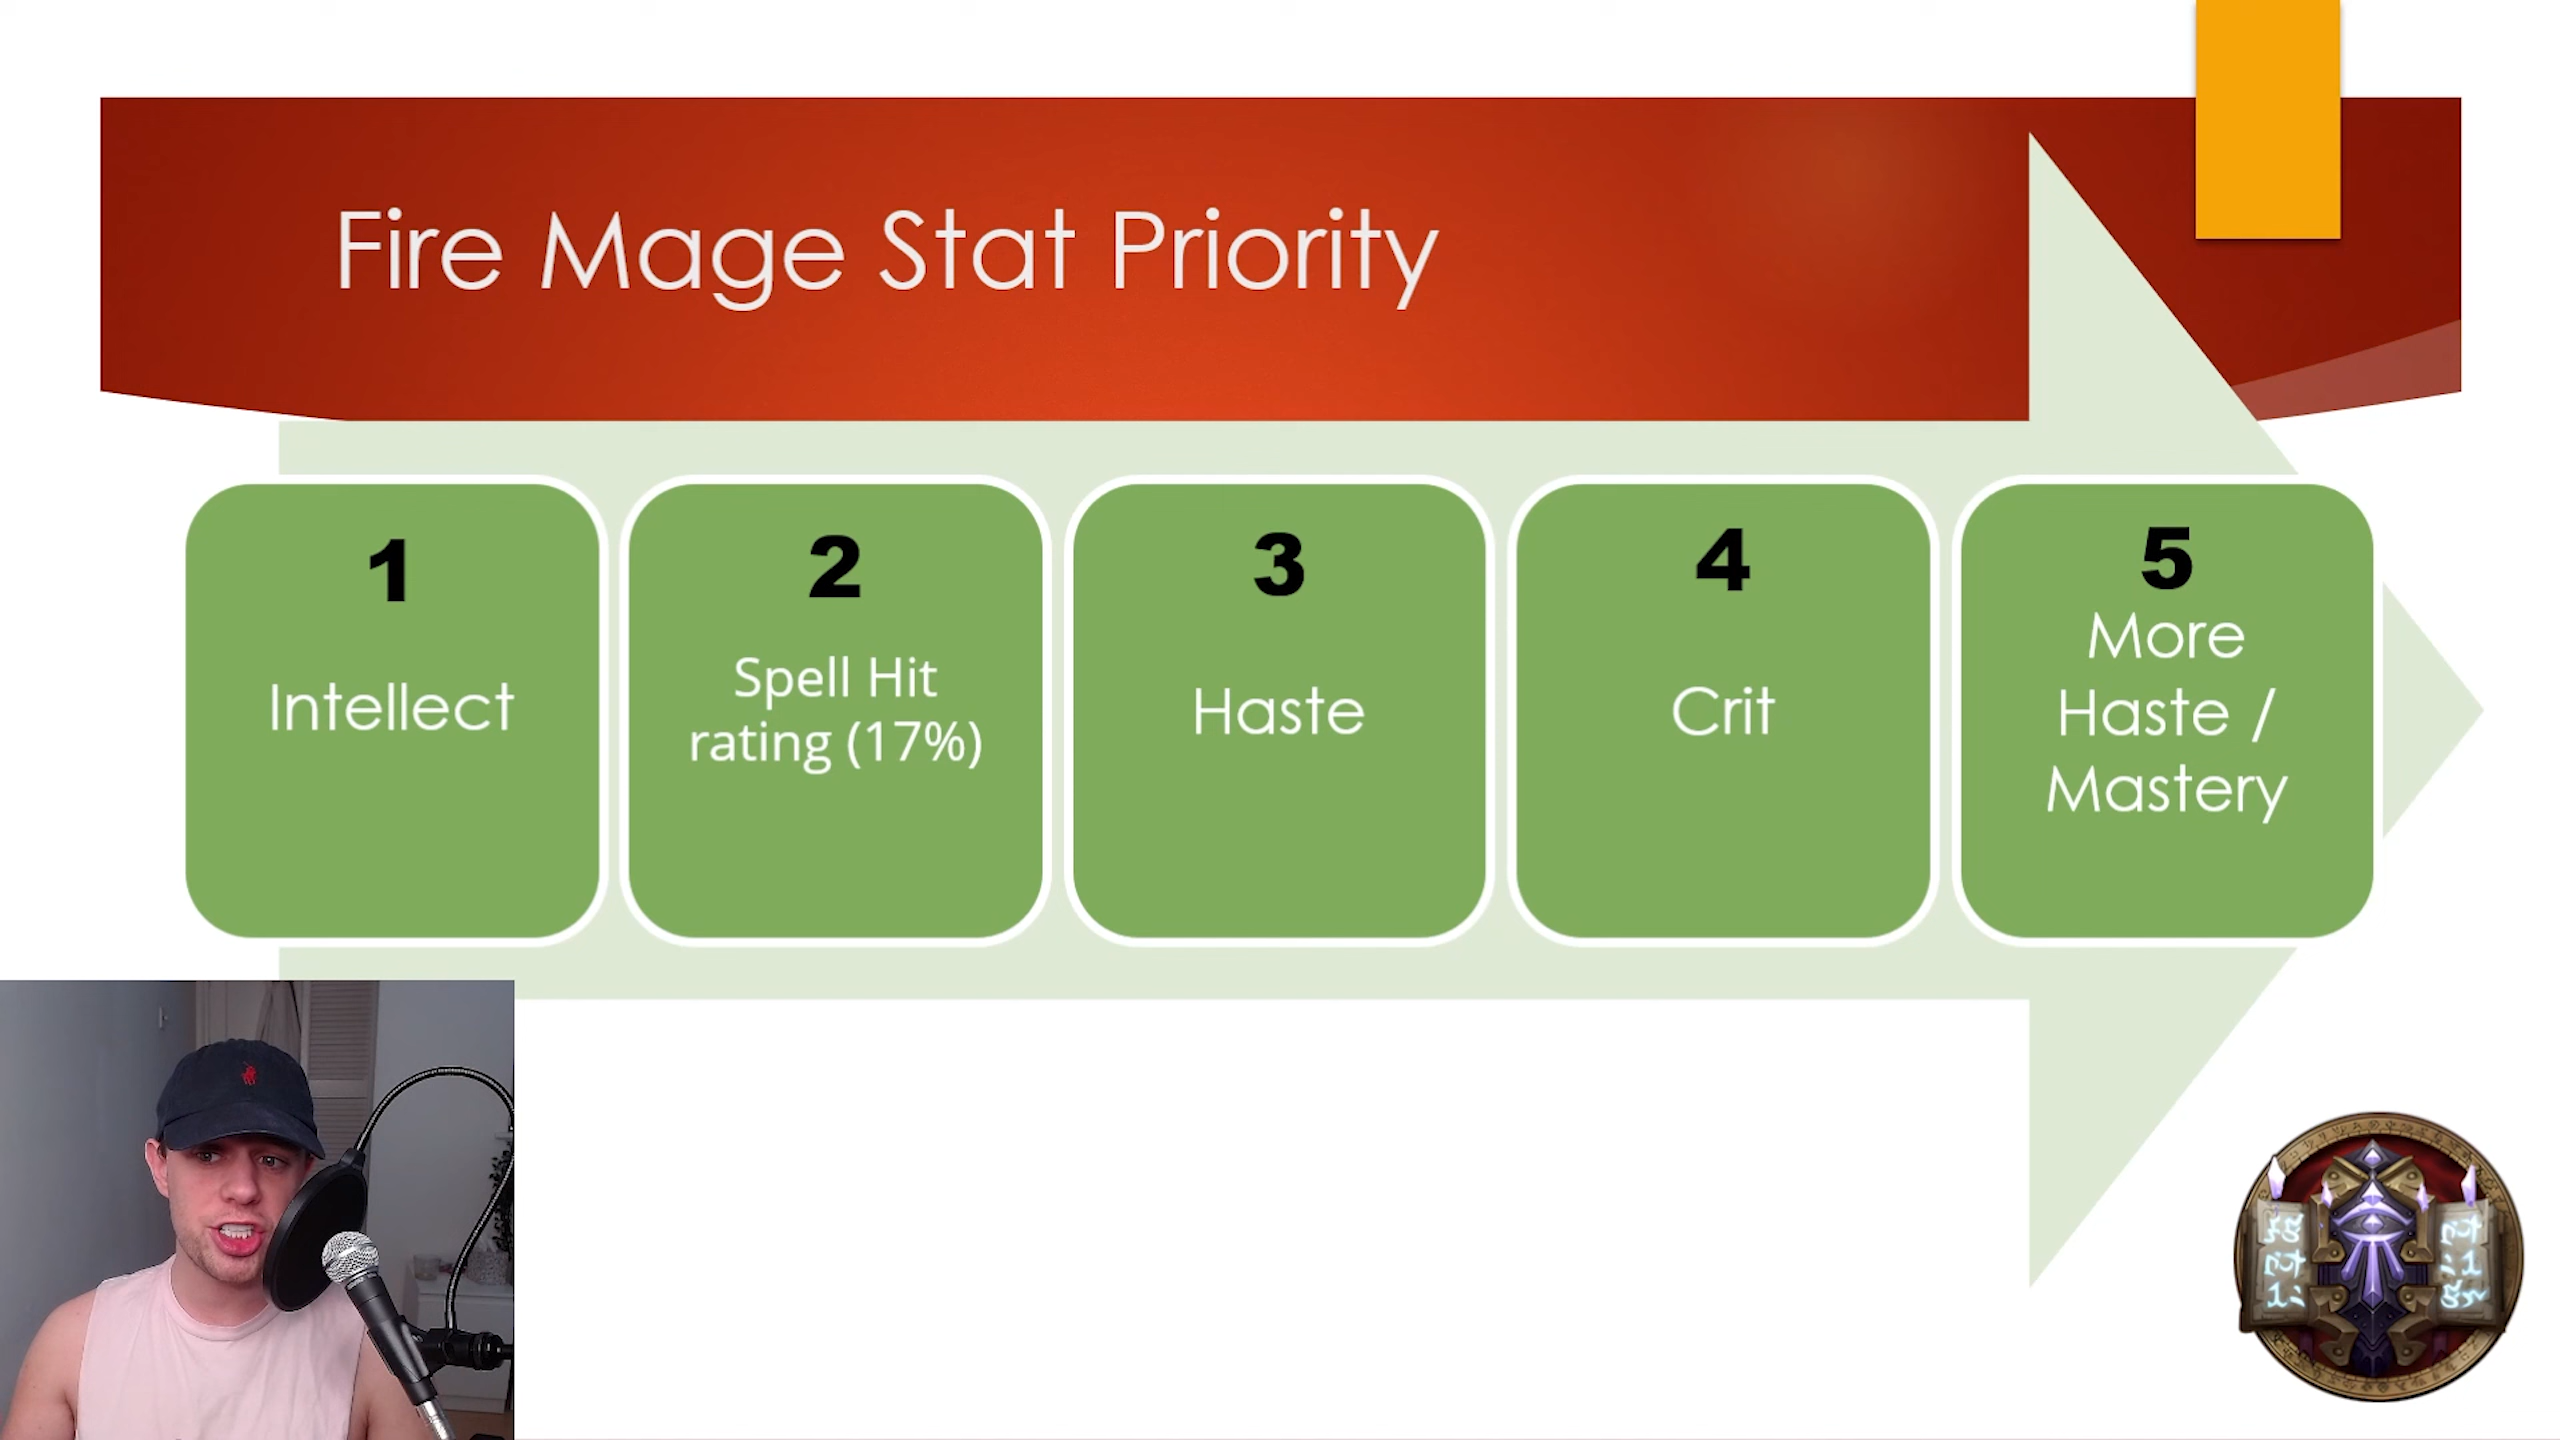 Fire Mage Stat Priority
1
Intellect
2
Spell Hit
rating (17%)
3
Haste
4
Crit
5
More
Haste /
Mastery